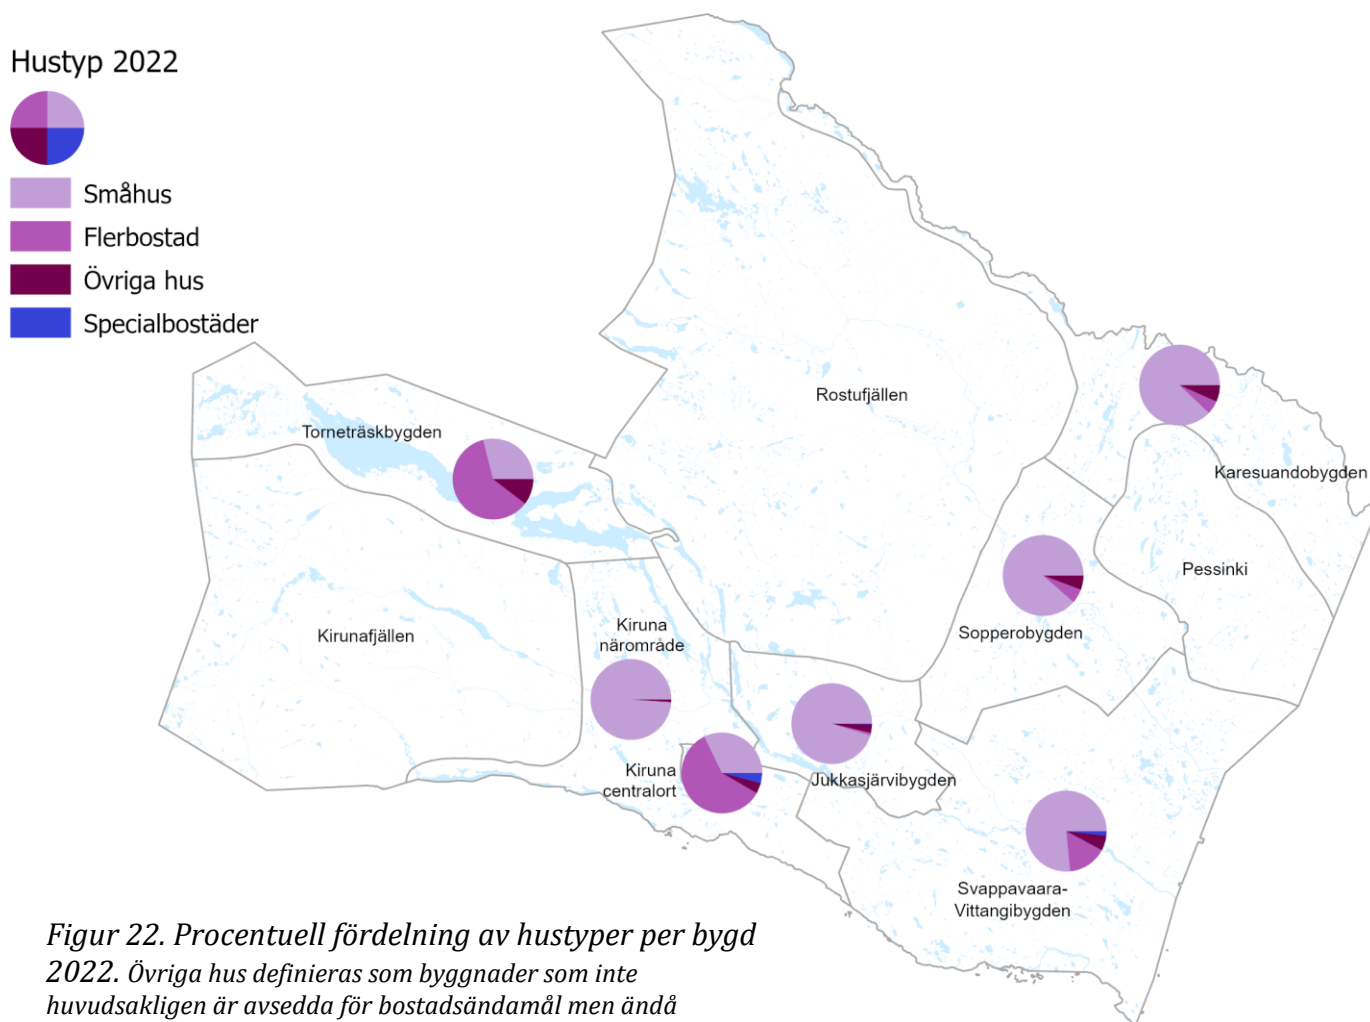 Hustyp 2022
Småhus
Flerbostad
Övriga hus
Specialbostäder
Rostufjällen
Torneträskbygden
Karesuandobygden
Pessinki
Sopperobygden
Kirunafjällen
Kiruna
närområde
Kiruna
centralort
Jukkasjärvibygden
Svappavaara-
Vittangibygden
Figur 22. Procentuell fördelning av hustyper per bygd
2022. Övriga hus definieras som byggnader som inte
huvudsakligen är avsedda för bostadsändamål men ändå